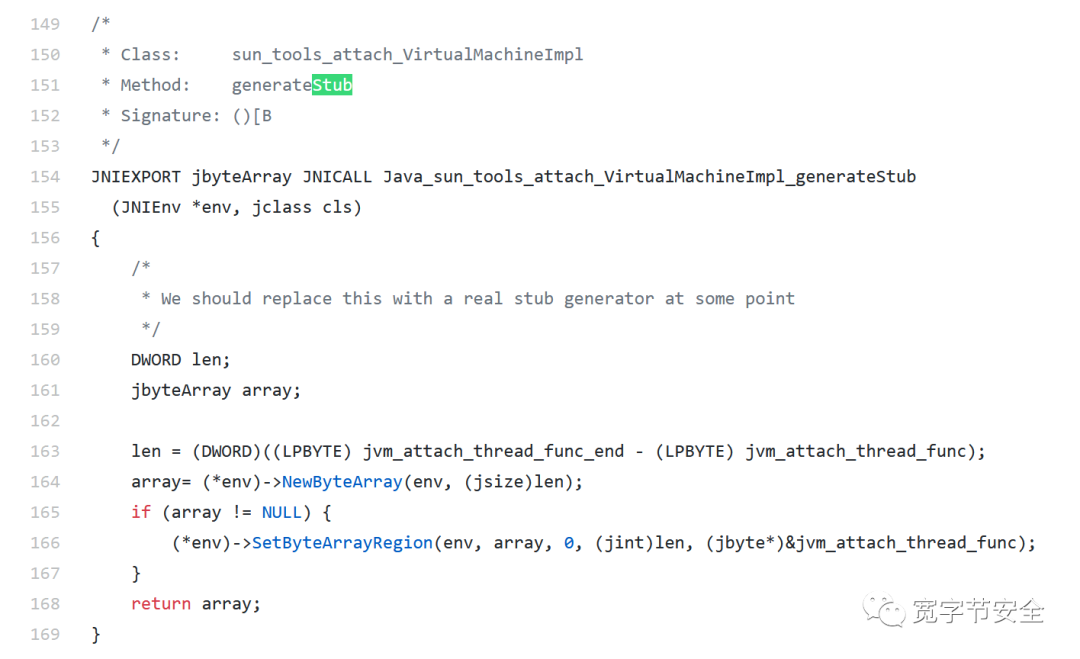 149 /*
150  * Class:     sun_tools_attach_VirtualMachineImpl
151  * Method:    generateStub
152  * Signature: ()[B
153  */
154 JNIEXPORT jbyteArray JNICALL Java_sun_tools_attach_VirtualMachineImpl_generateStub
155   (JNIEnv *env, jclass cls)
156 {
157     /*
158      * We should replace this with a real stub generator at some point
159      */
160     DWORD len;
161     jbyteArray array;
162
163     len = (DWORD)((LPBYTE) jvm_attach_thread_func_end - (LPBYTE) jvm_attach_thread_func);
164     array= (*env)->NewByteArray(env, (jsize)len);
165     if (array != NULL) {
166         (*env)->SetByteArrayRegion(env, array, 0, (jint)len, (jbyte*)&jvm_attach_thread_func);
167     }
168     return array;
169 }
宽字节安全